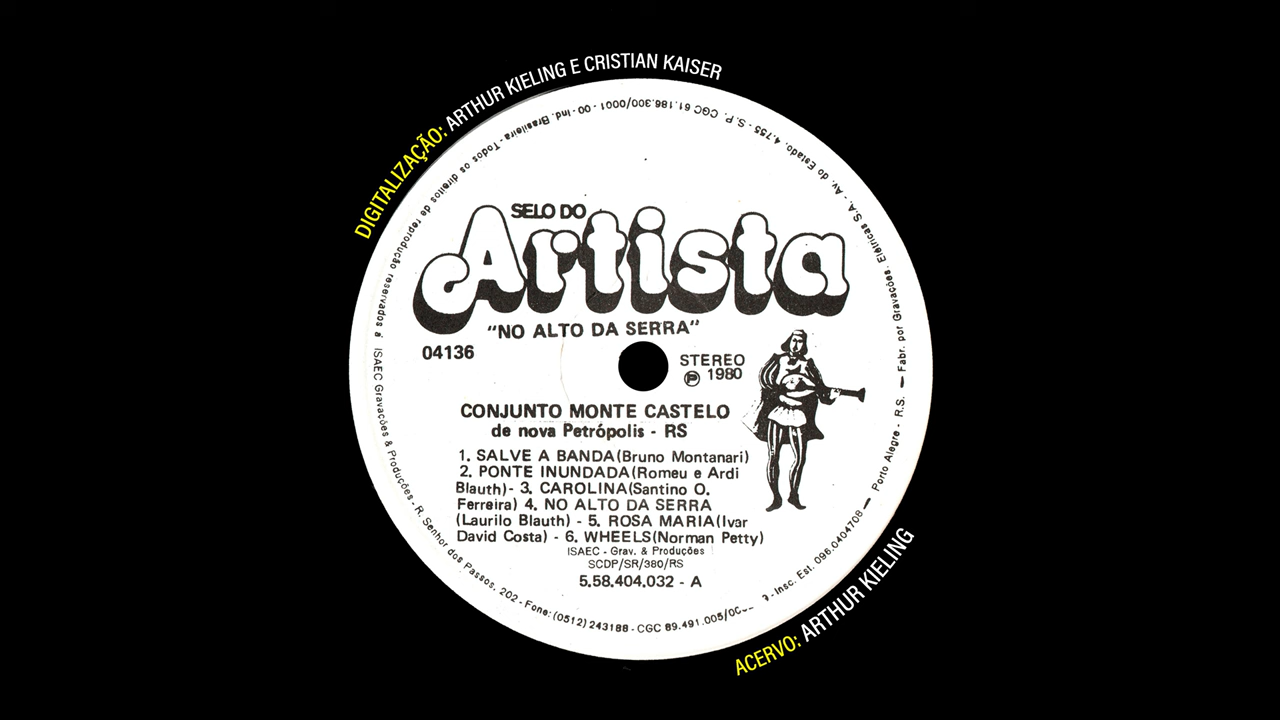 DIGITALIZAÇÃO: ARTHUR KIELING E CRISTIAN KAISER
SELO DO
Artista
"NO ALTO DA SERRA"
04136
STEREO
Ⓟ 1980
CONJUNTO MONTE CASTELO
de nova Petrópolis - RS
1. SALVE A BANDA(Bruno Montanari)
2. PONTE INUNDADA(Romeu e Ardi
Blauth)- 3. CAROLINA(Santino O.
Ferreira) 4. NO ALTO DA SERRA
(Laurilo Blauth) - 5. ROSA MARIA(Ivar
David Costa) - 6. WHEELS(Norman Petty)
ISAEC - Grav. & Produções
SCDP/SR/380/RS
5.58.404.032 - A
Todos os direitos de reprodução reservados à ISAEC Gravações & Produções - R. Senhor dos Passos, 202 - Fone: (0512) 243188 - CGC 89.491.005/ - Insc. Est. 096.0404708 — Porto Alegre - R.S. — Fabr. por Gravações Elétricas S.A. - Av. do Estado, 4.755 - S.P. CGC 61.186.300/0001 - 00 - Ind. Brasileira -
ACERVO: ARTHUR KIELING